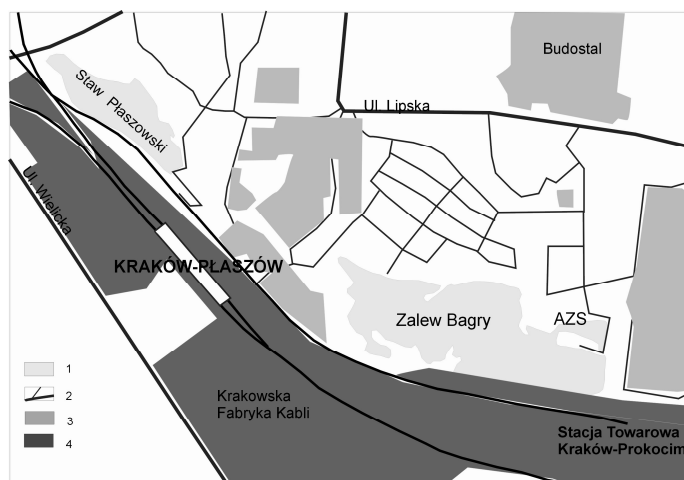 Budostal
Staw Płaszowski
Ul. Lipska
Ul. Wielicka
KRAKÓW-PŁASZÓW
Zalew Bagry
AZS
Krakowska
Fabryka Kabli
Stacja Towarowa
Kraków-Prokocim
1
2
3
4